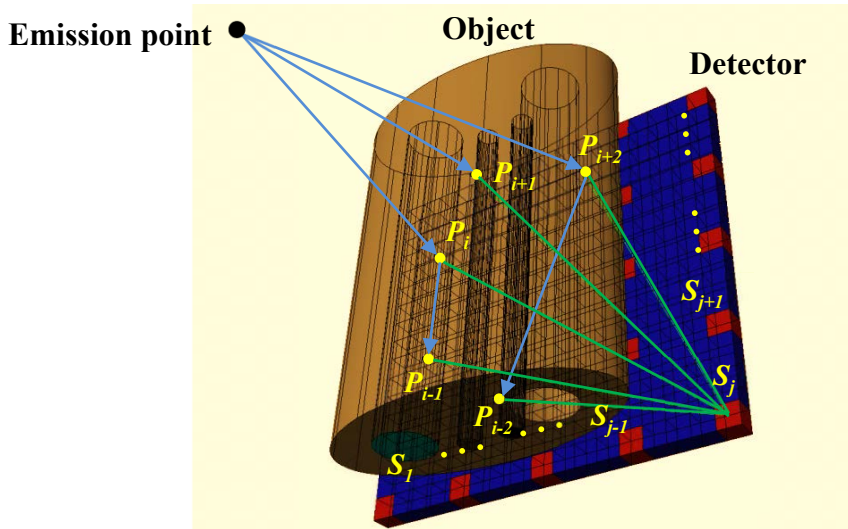 Object
Emission point
Detector
P_{i+2}
P_{i+1}
P_i
S_{j+1}
P_{i-1}
S_j
P_{i-2}
S_{j-1}
S_1